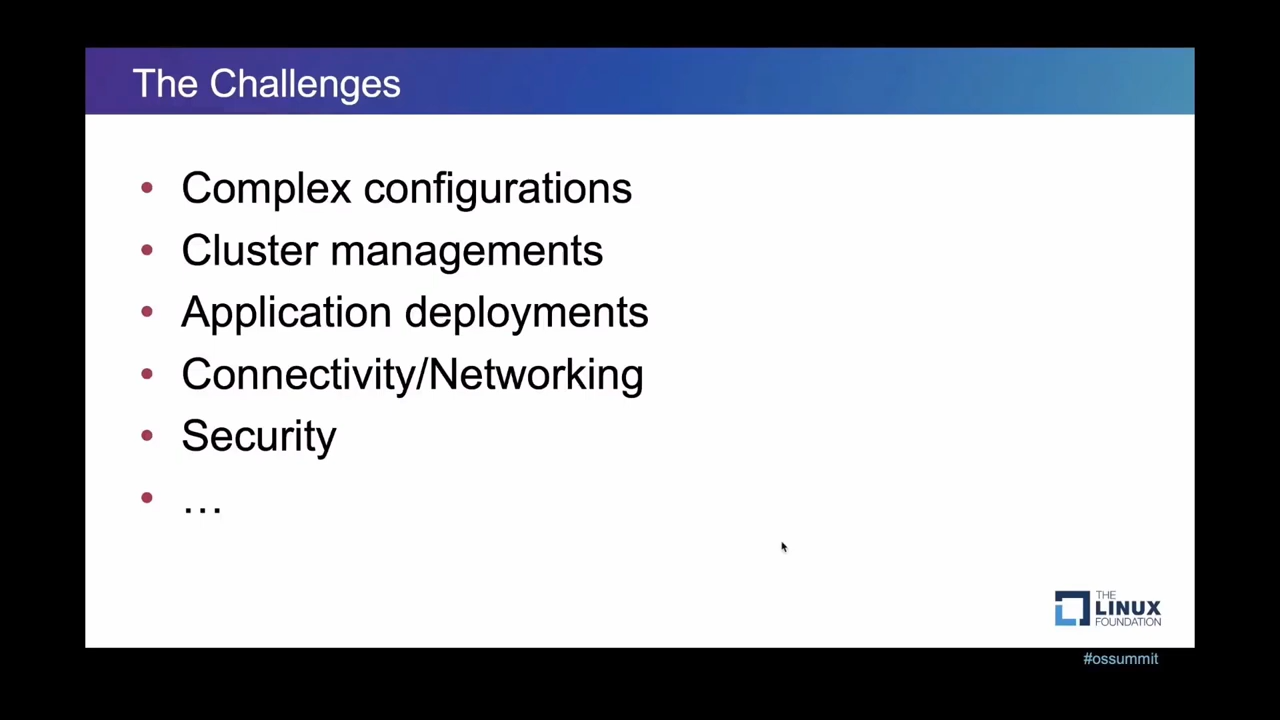 The Challenges
• Complex configurations
• Cluster managements
• Application deployments
• Connectivity/Networking
• Security
• …
THE
LINUX
FOUNDATION
#ossummit